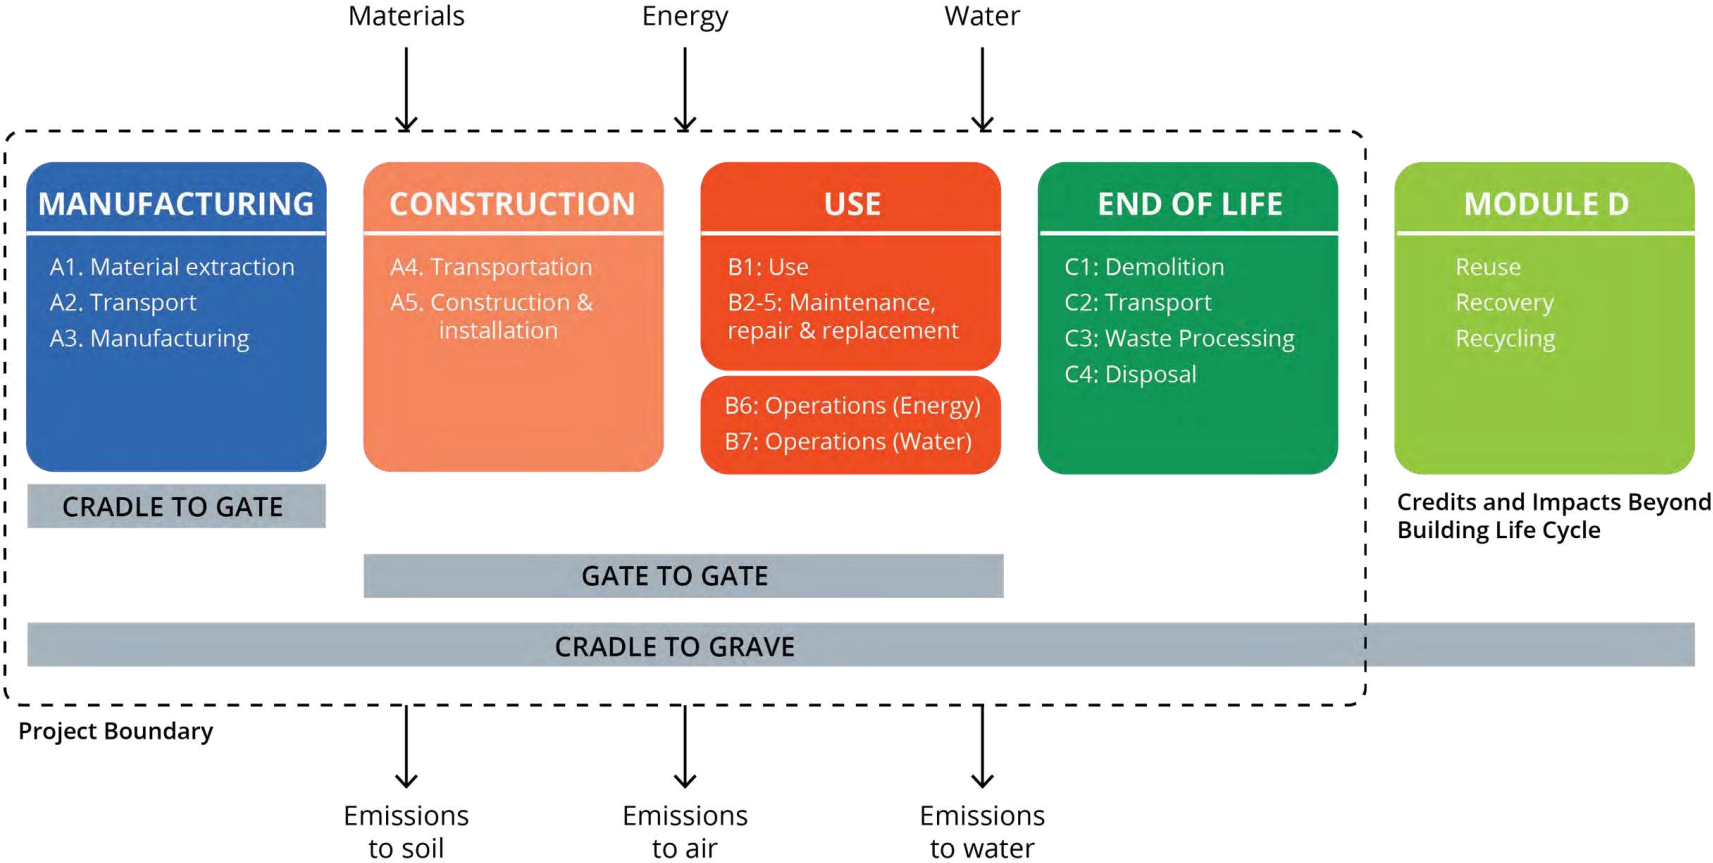 Materials
Energy
Water
MANUFACTURING
A1. Material extraction
A2. Transport
A3. Manufacturing
CONSTRUCTION
A4. Transportation
A5. Construction &
installation
USE
B1: Use
B2-5: Maintenance,
repair & replacement
B6: Operations (Energy)
B7: Operations (Water)
END OF LIFE
C1: Demolition
C2: Transport
C3: Waste Processing
C4: Disposal
MODULE D
Reuse
Recovery
Recycling
Credits and Impacts Beyond
Building Life Cycle
CRADLE TO GATE
GATE TO GATE
CRADLE TO GRAVE
Project Boundary
Emissions
to soil
Emissions
to air
Emissions
to water